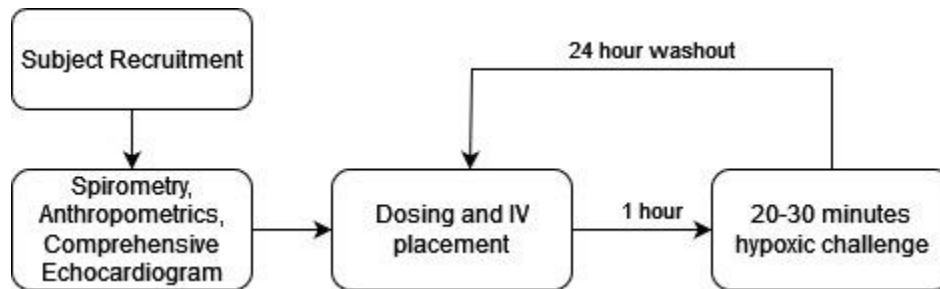 Subject Recruitment
24 hour washout
Spirometry,
Anthropometrics,
Comprehensive
Echocardiogram
Dosing and IV
placement
1 hour
20-30 minutes
hypoxic challenge